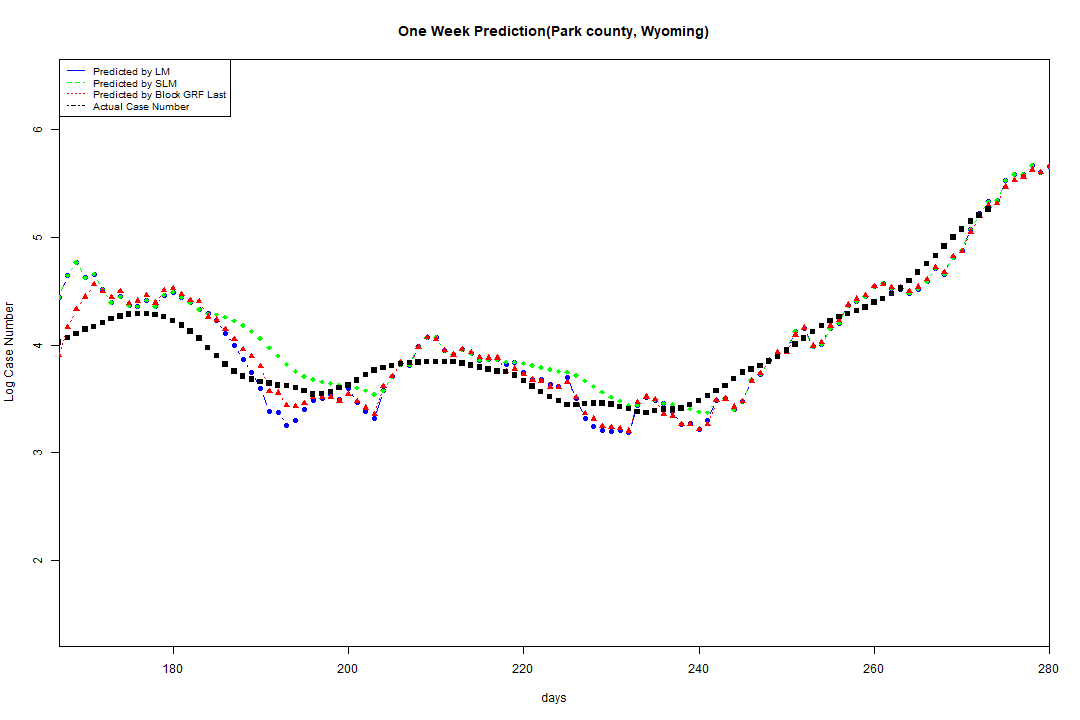 One Week Prediction(Park county, Wyoming)
Predicted by LM
Predicted by SLM
Predicted by Block GRF Last
Actual Case Number
6
5
4
3
2
Log Case Number
180
200
220
240
260
280
days